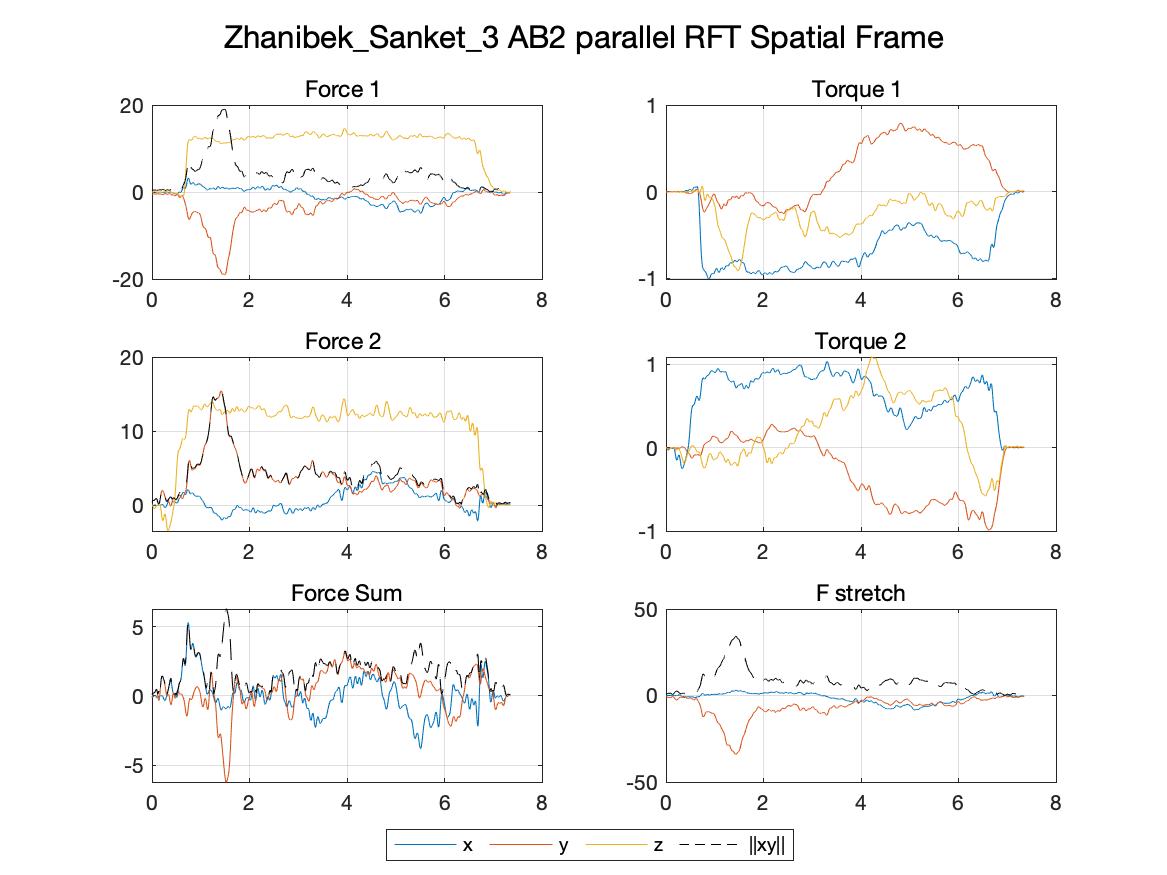 Zhanibek_Sanket_3 AB2 parallel RFT Spatial Frame
Force 1
20
0
-20
0 2 4 6 8
Torque 1
1
0
-1
0 2 4 6 8
Force 2
20
10
0
0 2 4 6 8
Torque 2
1
0
-1
0 2 4 6 8
Force Sum
5
0
-5
0 2 4 6 8
F stretch
50
0
-50
0 2 4 6 8
x y z ||xy||